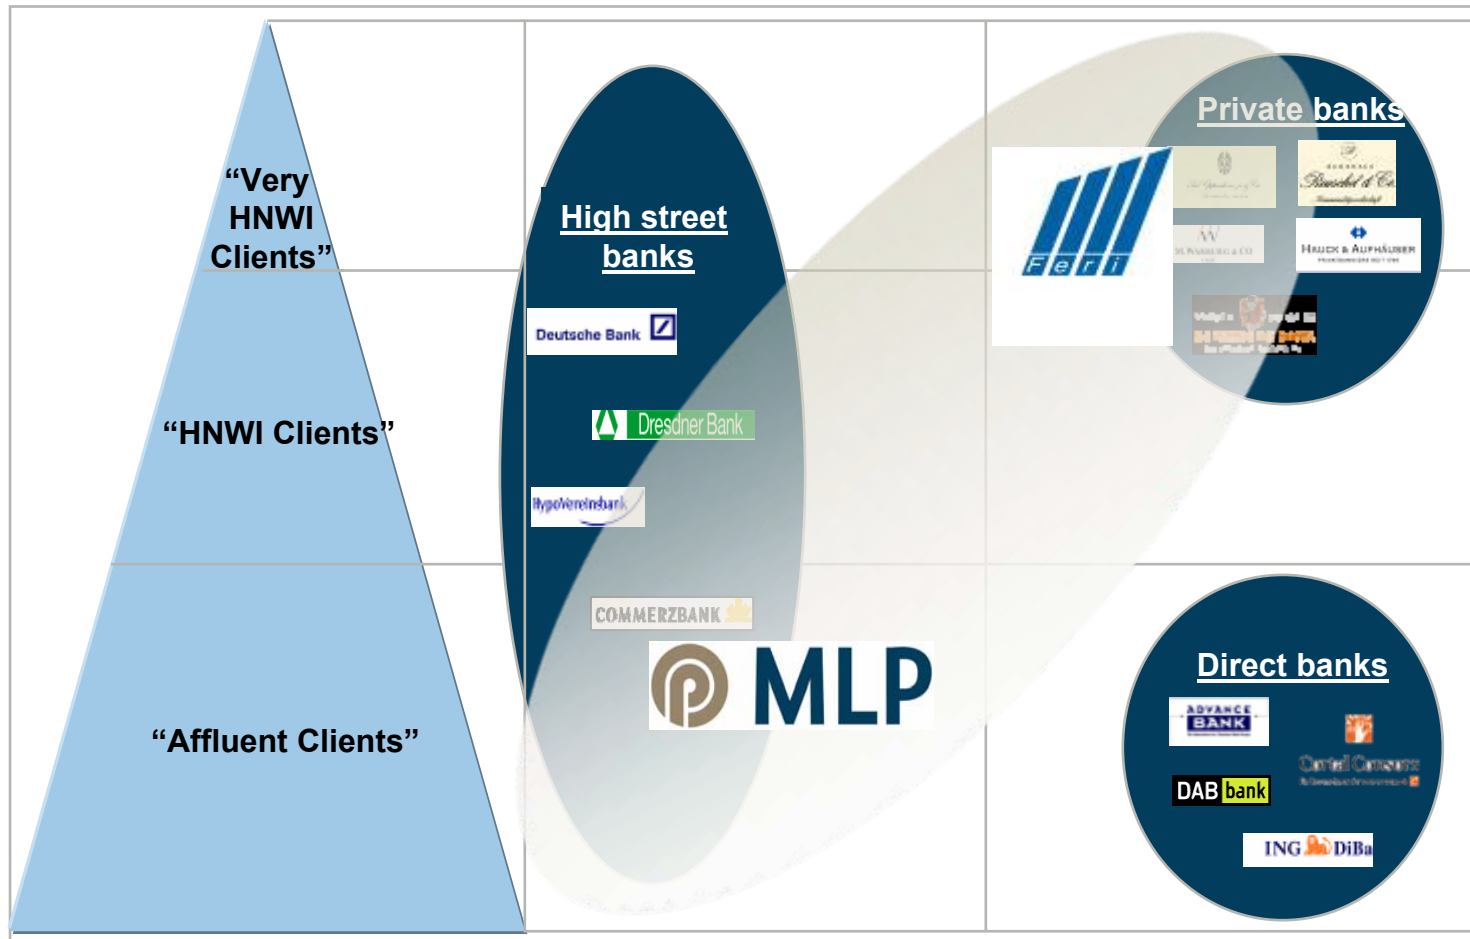 “Very
HNWI
Clients”
“HNWI Clients”
“Affluent Clients”
High street
banks
Deutsche Bank
Dresdner Bank
HypoVereinsbank
COMMERZBANK
MLP
Feri
Private banks
HAUCK & AUFHÄUSER
Direct banks
ADVANCE
BANK
DAB bank
ING DiBa